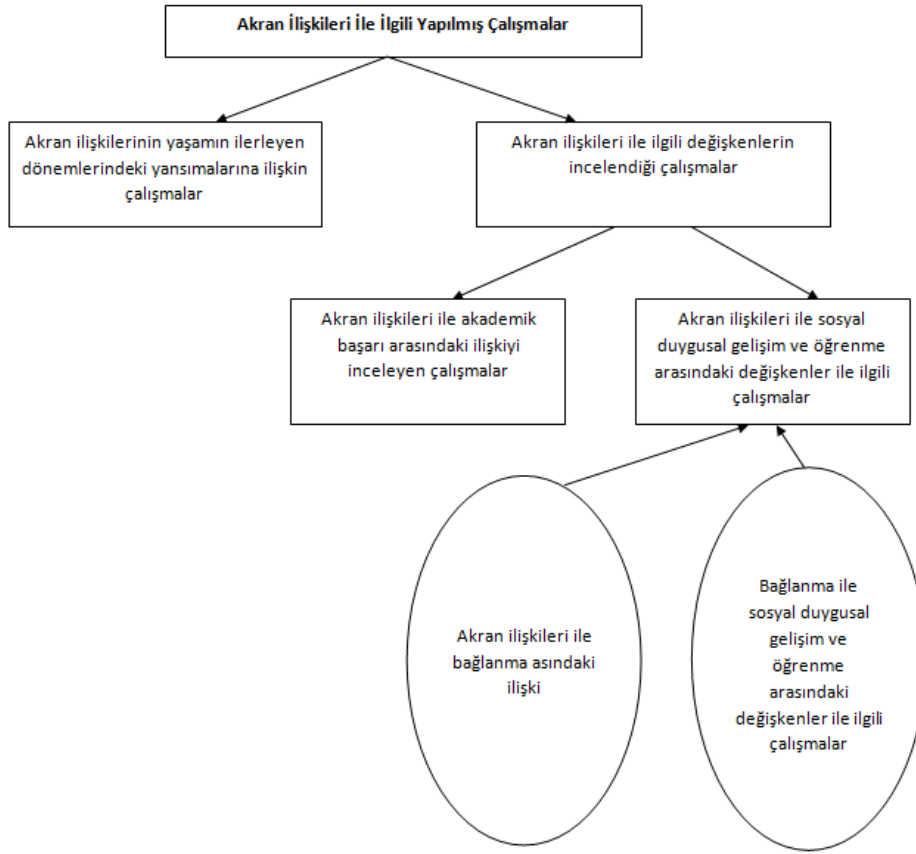 Akran İlişkileri İle İlgili Yapılmış Çalışmalar
Akran ilişkilerinin yaşamın ilerleyen
dönemlerindeki yansımalarına ilişkin
çalışmalar
Akran ilişkileri ile ilgili değişkenlerin
incelendiği çalışmalar
Akran ilişkileri ile akademik
başarı arasındaki ilişkiyi
inceleyen çalışmalar
Akran ilişkileri ile sosyal
duygusal gelişim ve öğrenme
arasındaki değişkenler ile ilgili
çalışmalar
Akran ilişkileri ile
bağlanma asındaki
ilişki
Bağlanma ile
sosyal duygusal
gelişim ve
öğrenme
arasındaki
değişkenler ile ilgili
çalışmalar